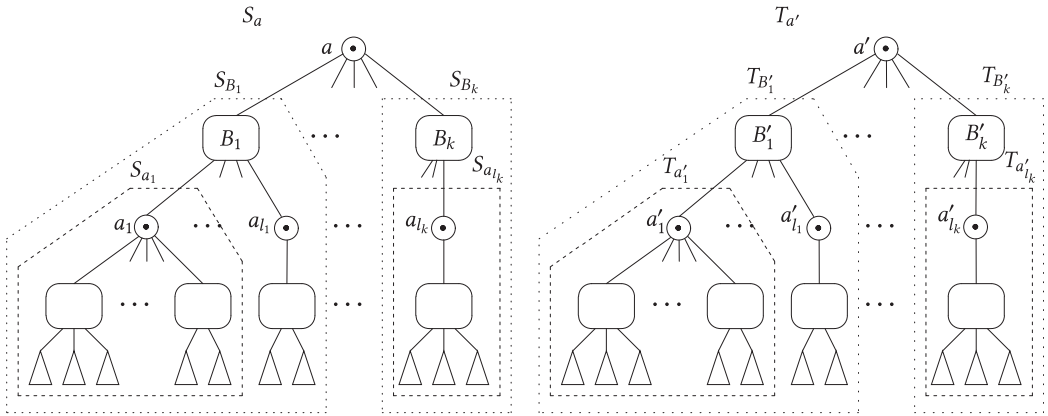 S_a T_{a'}
a a'
S_{B_1} S_{B_k} T_{B'_1} T_{B'_k}
B_1 ... B_k B'_1 ... B'_k
S_{a_1} S_{a_{l_k}} T_{a'_1} T_{a'_{l_k}}
a_1 ... a_{l_1} ... a_{l_k} a'_1 ... a'_{l_1} ... a'_{l_k}
... ... ... ...